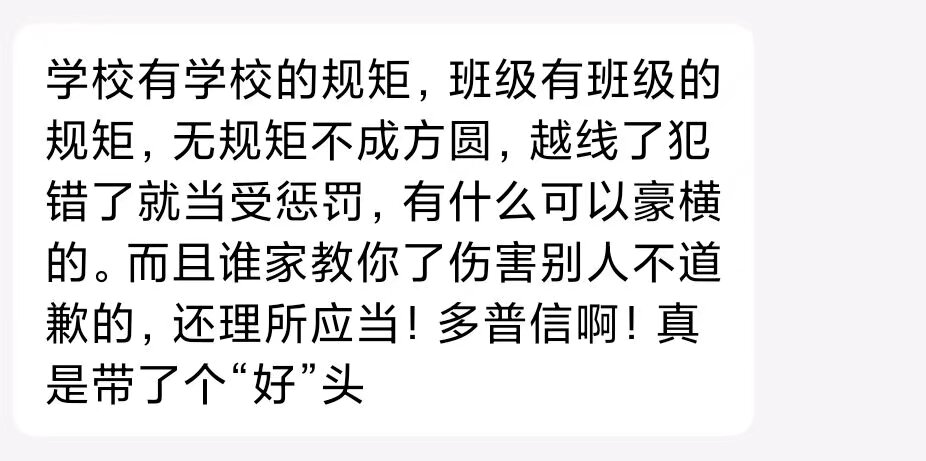 学校有学校的规矩，班级有班级的
规矩，无规矩不成方圆，越线了犯
错了就当受惩罚，有什么可以豪横
的。而且谁家教你了伤害别人不道
歉的，还理所应当！多普信啊！真
是带了个“好”头